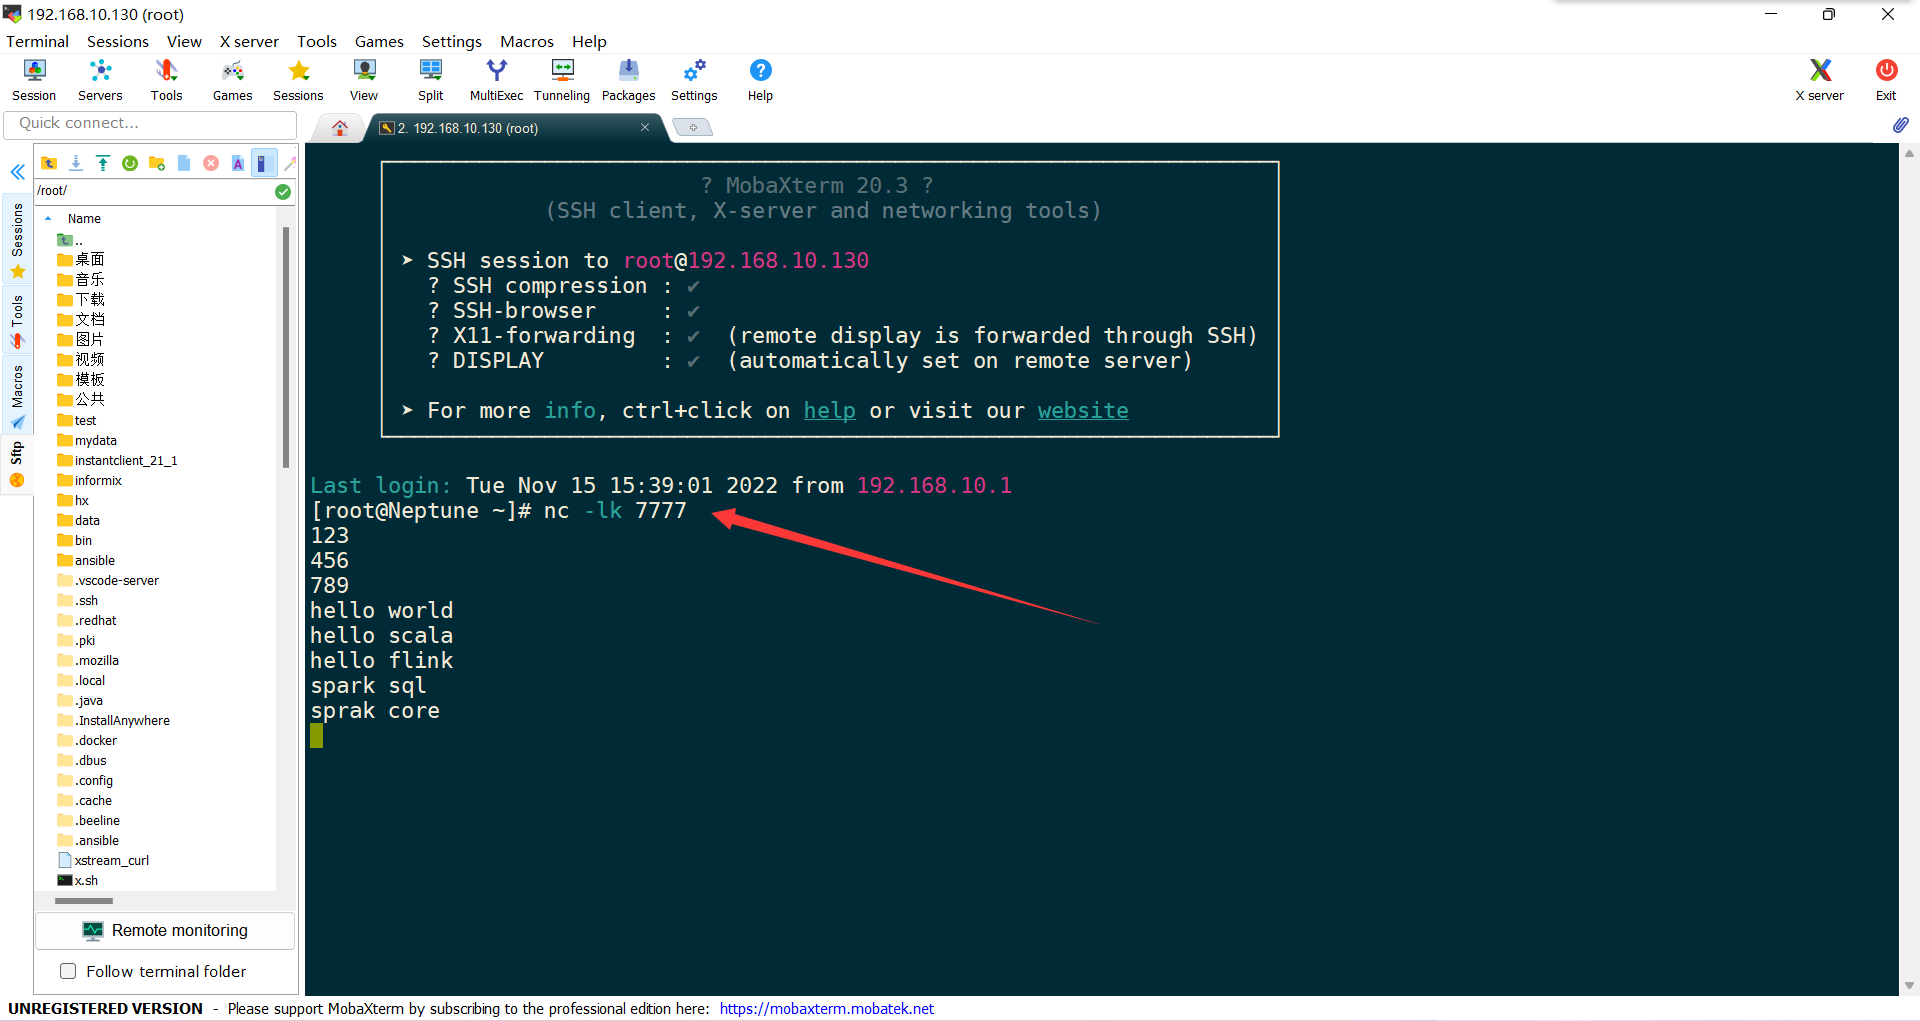 192.168.10.130 (root)
Terminal Sessions View X server Tools Games Settings Macros Help
Session Servers Tools Games Sessions View Split MultiExec Tunneling Packages Settings Help X server Exit
Quick connect...
2. 192.168.10.130 (root)
/root/
Name
..
桌面
音乐
下载
文档
图片
视频
模板
公共
test
mydata
instantclient_21_1
informix
hx
data
bin
ansible
.vscode-server
.ssh
.redhat
.pki
.mozilla
.local
.java
.InstallAnywhere
.docker
.dbus
.config
.cache
.beeline
.ansible
xstream_curl
x.sh
Sessions
Tools
Macros
Sftp
Remote monitoring
Follow terminal folder
? MobaXterm 20.3 ?
(SSH client, X-server and networking tools)
➤ SSH session to root@192.168.10.130
? SSH compression : ✔
? SSH-browser : ✔
? X11-forwarding : ✔ (remote display is forwarded through SSH)
? DISPLAY : ✔ (automatically set on remote server)
➤ For more info, ctrl+click on help or visit our website
Last login: Tue Nov 15 15:39:01 2022 from 192.168.10.1
[root@Neptune ~]# nc -lk 7777
123
456
789
hello world
hello scala
hello flink
spark sql
sprak core
UNREGISTERED VERSION - Please support MobaXterm by subscribing to the professional edition here: https://mobaxterm.mobatek.net